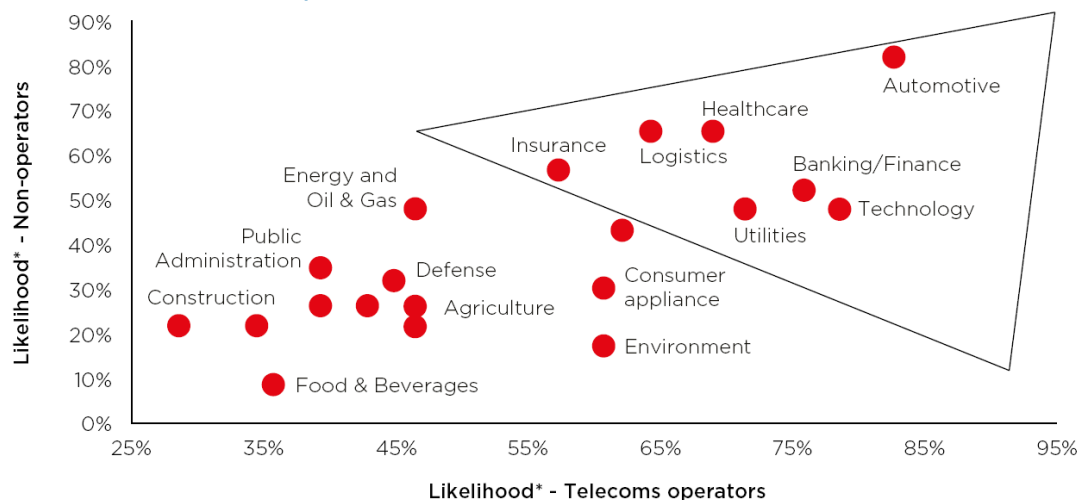 90%
80%
70%
60%
50%
40%
30%
20%
10%
0%
Likelihood* - Non-operators
Automotive
Healthcare
Insurance
Logistics
Banking/Finance
Energy and
Oil & Gas
Technology
Utilities
Public
Administration
Defense
Consumer
appliance
Construction
Agriculture
Environment
Food & Beverages
25%
35%
45%
55%
65%
75%
85%
95%
Likelihood* - Telecoms operators